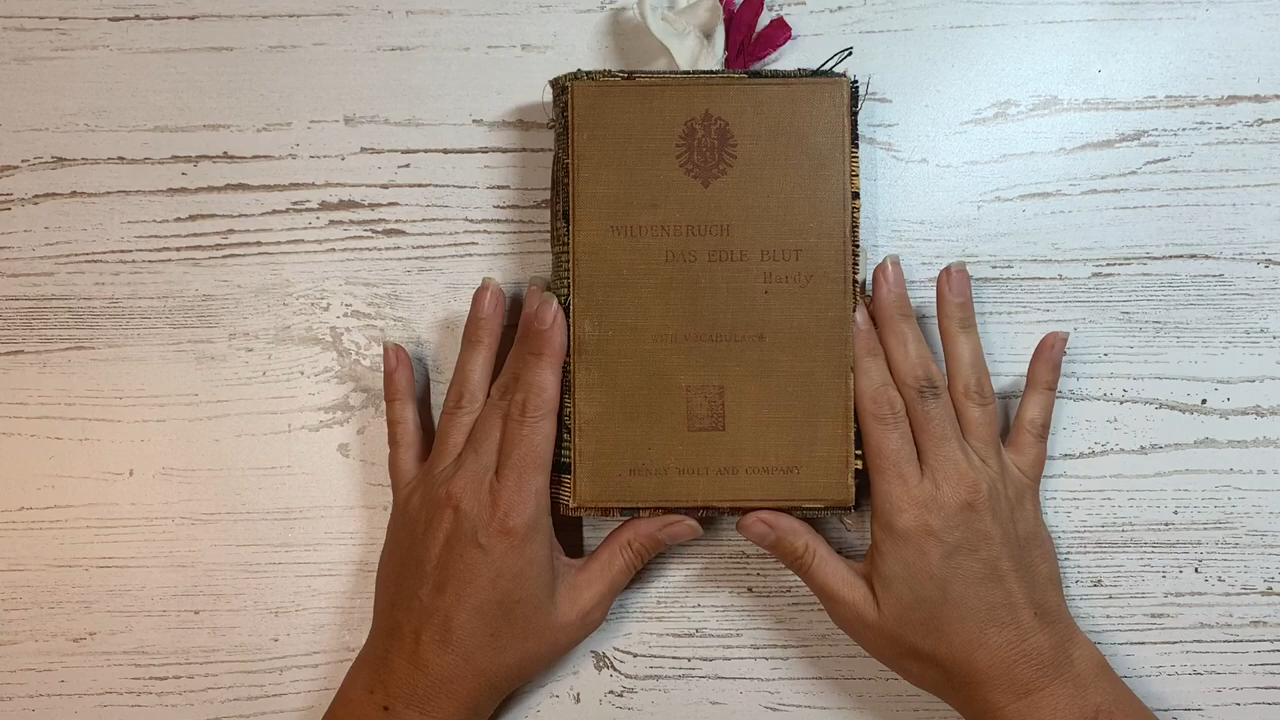 WILDENBRUCH
DAS EDLE BLUT
Hardy
WITH VOCABULARY
HENRY HOLT AND COMPANY